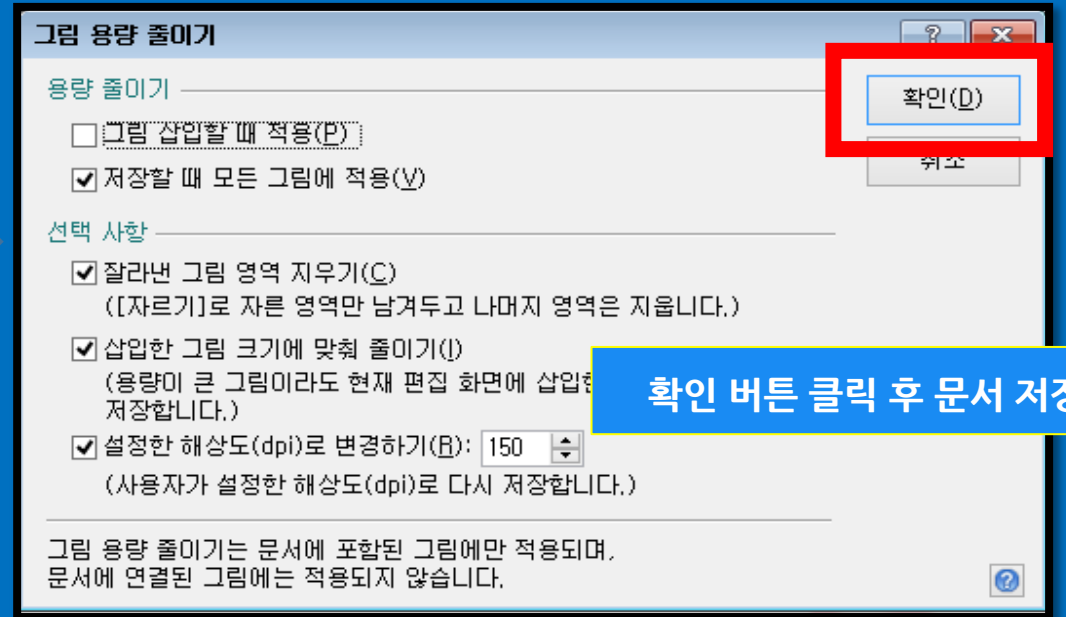 그림 용량 줄이기
용량 줄이기
그림 삽입할 때 적용(P)
저장할 때 모든 그림에 적용(V)
확인(D)
취소
선택 사항
잘라낸 그림 영역 지우기(C)
([자르기]로 자른 영역만 남겨두고 나머지 영역은 지웁니다.)
삽입한 그림 크기에 맞춰 줄이기(I)
(용량이 큰 그림이라도 현재 편집 화면에
저장합니다.)
확인 버튼 클릭 후 문서
설정한 해상도(dpi)로 변경하기(R): 150
(사용자가 설정한 해상도(dpi)로 다시 저장합니다.)
그림 용량 줄이기는 문서에 포함된 그림에만 적용되며,
문서에 연결된 그림에는 적용되지 않습니다.